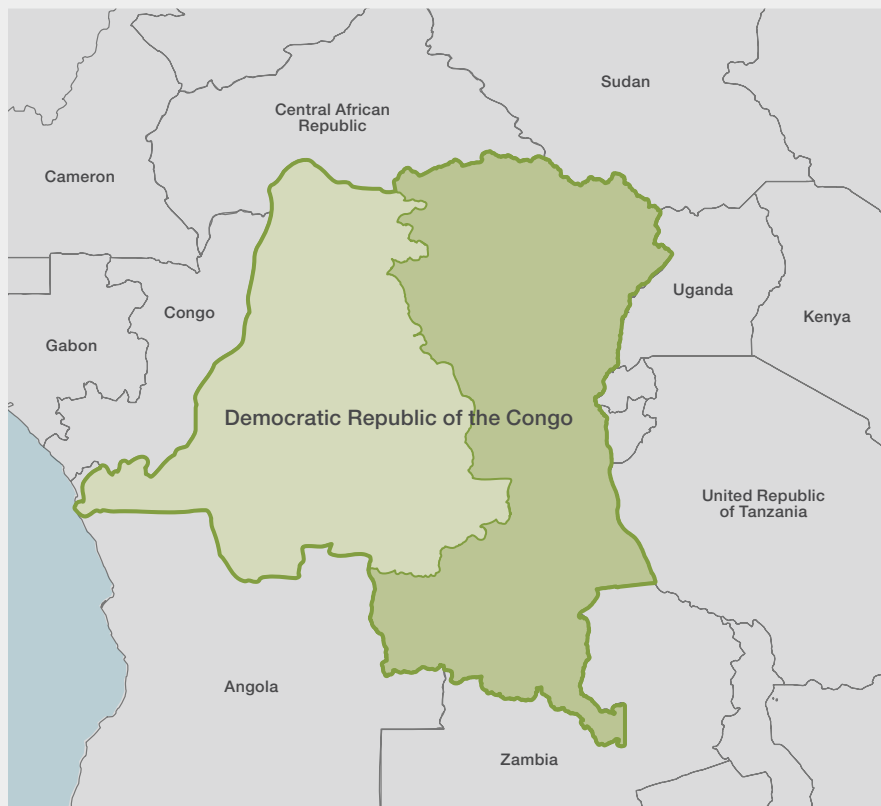 Sudan
Central African
Republic
Cameron
Uganda
Congo
Kenya
Gabon
Democratic Republic of the Congo
United Republic
of Tanzania
Angola
Zambia